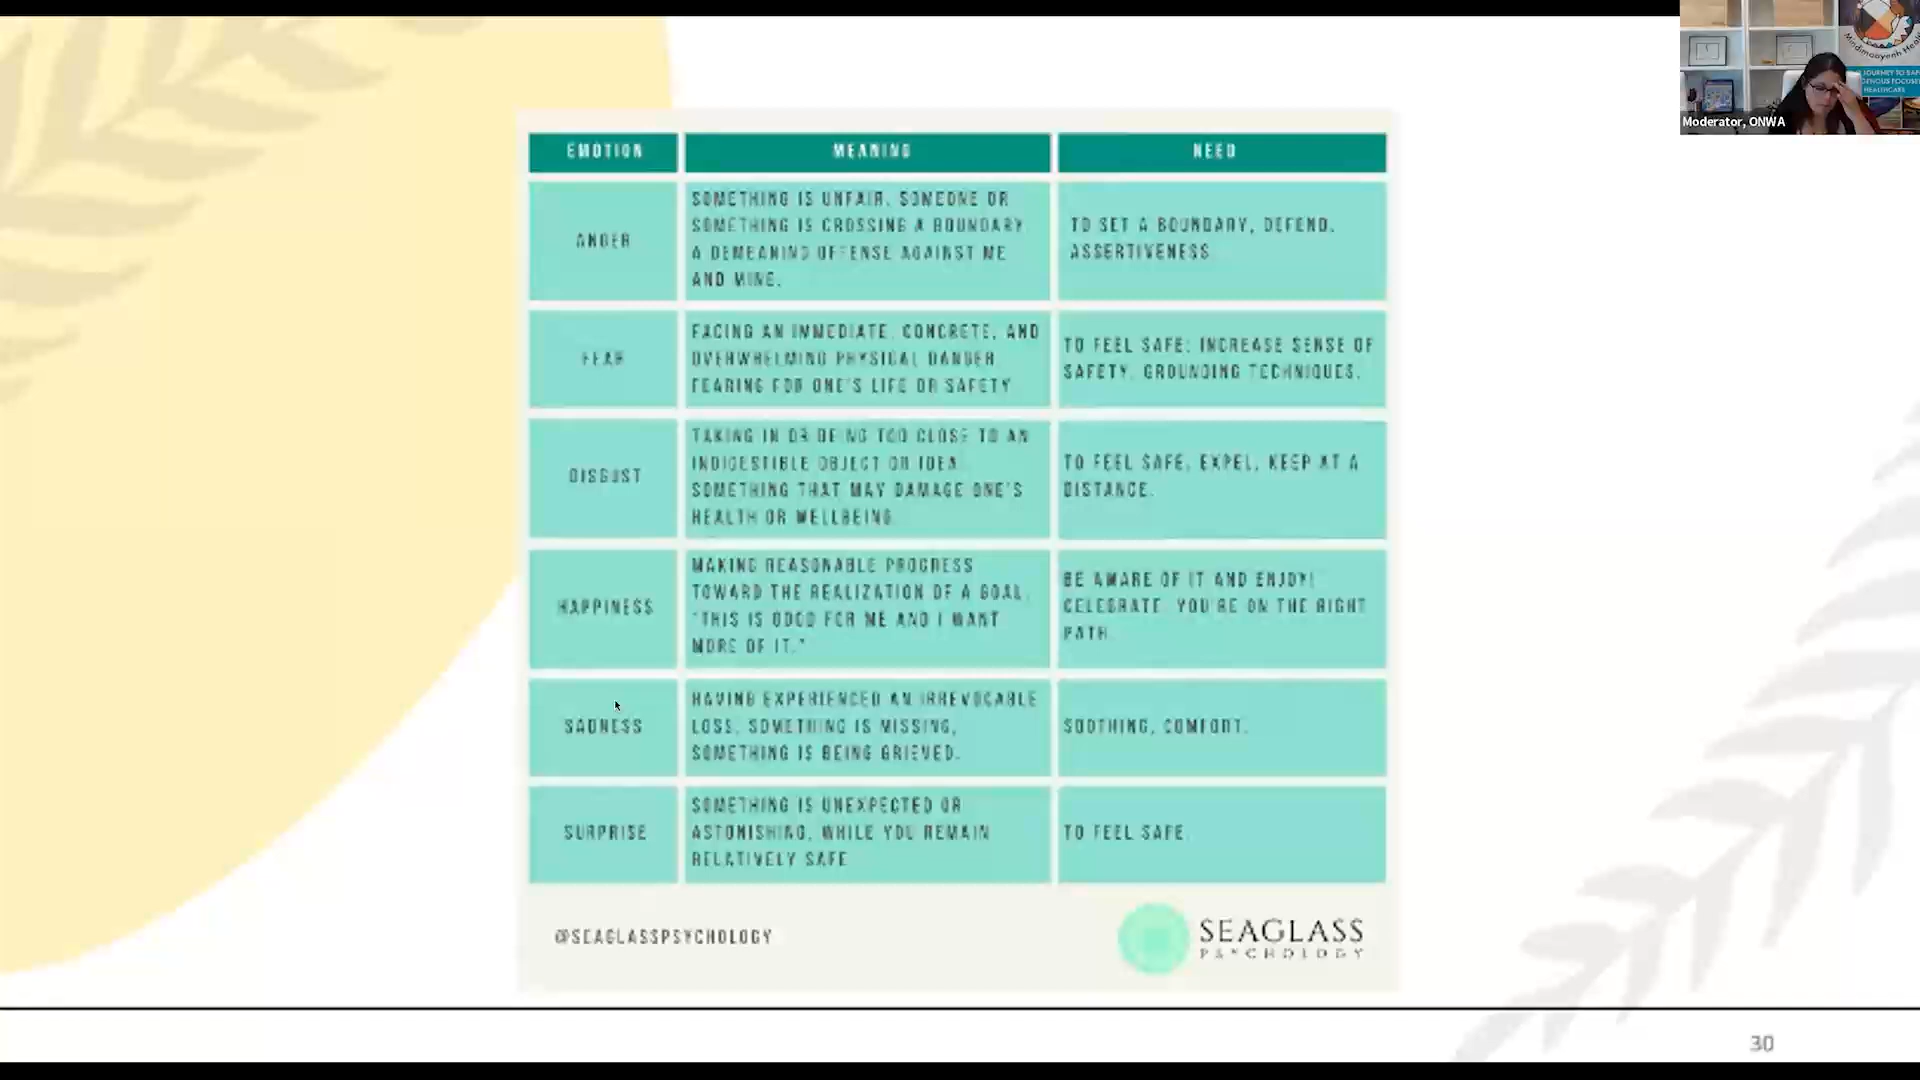 EMOTION
MEANING
NEED
ANGER
SOMETHING IS UNFAIR. SOMEONE OR
SOMETHING IS CROSSING A BOUNDARY
A DEMEANING OFFENSE AGAINST ME
AND MINE.
TO SET A BOUNDARY, DEFEND,
ASSERTIVENESS
FEAR
FACING AN IMMEDIATE, CONCRETE, AND
OVERWHELMING PHYSICAL DANGER
FEARING FOR ONE'S LIFE OR SAFETY
TO FEEL SAFE; INCREASE SENSE OF
SAFETY, GROUNDING TECHNIQUES.
DISGUST
TAKING IN OR BEING TOO CLOSE TO AN
INDIGESTIBLE OBJECT OR IDEA.
SOMETHING THAT MAY DAMAGE ONE'S
HEALTH OR WELLBEING
TO FEEL SAFE, EXPEL, KEEP AT A
DISTANCE.
HAPPINESS
MAKING REASONABLE PROGRESS
TOWARD THE REALIZATION OF A GOAL.
"THIS IS GOOD FOR ME AND I WANT
MORE OF IT."
BE AWARE OF IT AND ENJOY!
CELEBRATE. YOU'RE ON THE RIGHT
PATH
SADNESS
HAVING EXPERIENCED AN IRREVOCABLE
LOSS, SOMETHING IS MISSING,
SOMETHING IS BEING GRIEVED.
SOOTHING, COMFORT.
SURPRISE
SOMETHING IS UNEXPECTED OR
ASTONISHING, WHILE YOU REMAIN
RELATIVELY SAFE
TO FEEL SAFE
@SEAGLASSPSYCHOLOGY
SEAGLASS
PSYCHOLOGY
30
Moderator, ONWA
JOURNEY TO SAFE
HEALTHCARE